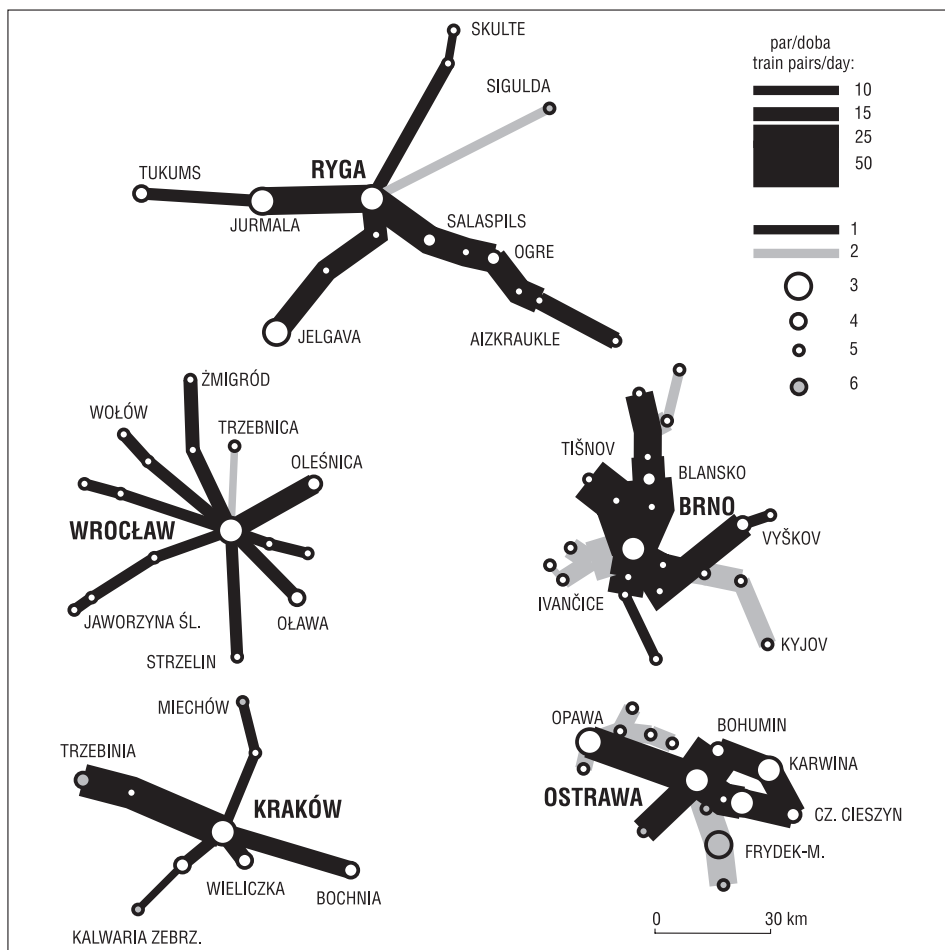 SKULTE
SIGULDA
RYGA
TUKUMS
JURMALA
SALASPILS
OGRE
JELGAVA
AIZKRAUKLE
par/doba
train pairs/day:
10
15
25
50
1
2
3
4
5
6
ŻMIGRÓD
WOŁÓW
TRZEBNICA
OLEŚNICA
WROCŁAW
JAWORZYNA ŚL.
OŁAWA
STRZELIN
TIŠNOV
BLANSKO
BRNO
VYŠKOV
IVANČICE
KYJOV
MIECHÓW
TRZEBINIA
KRAKÓW
WIELICZKA
BOCHNIA
KALWARIA ZEBRZ.
OPAWA
BOHUMIN
KARWINA
OSTRAWA
CZ. CIESZYN
FRYDEK-M.
0 30 km